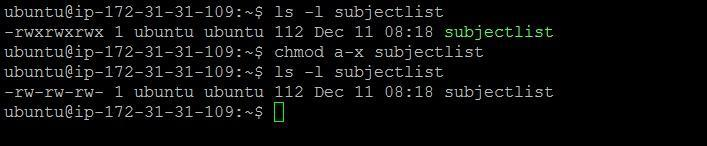 ubuntu@ip-172-31-31-109:~$ ls -l subjectlist
-rwxrwxrwx 1 ubuntu ubuntu 112 Dec 11 08:18 subjectlist
ubuntu@ip-172-31-31-109:~$ chmod a-x subjectlist
ubuntu@ip-172-31-31-109:~$ ls -l subjectlist
-rw-rw-rw- 1 ubuntu ubuntu 112 Dec 11 08:18 subjectlist
ubuntu@ip-172-31-31-109:~$